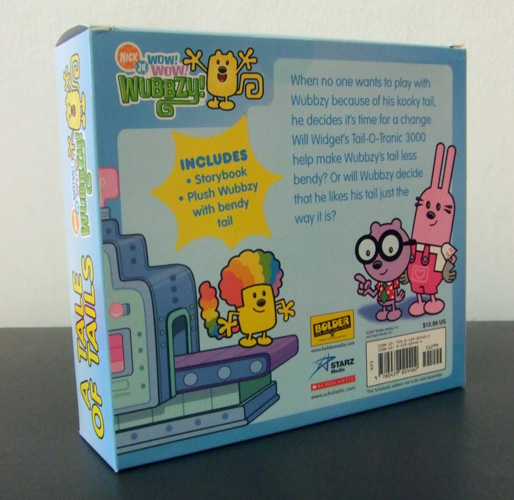 NICK
JR
WOW!
WOW!
WUBBZY!
When no one wants to play with
Wubbzy because of his kooky tail,
he decides it's time for a change.
Will Widget's Tail-O-Tronic 3000
help make Wubbzy's tail less
bendy? Or will Wubbzy decide
that he likes his tail just the
way it is?
INCLUDES
• Storybook
• Plush Wubbzy
with bendy
tail
A TALE
OF TAILS
BOLDER
www.boldermedia.com
STARZ
Media
SCHOLASTIC
www.scholastic.com
$12.99 US